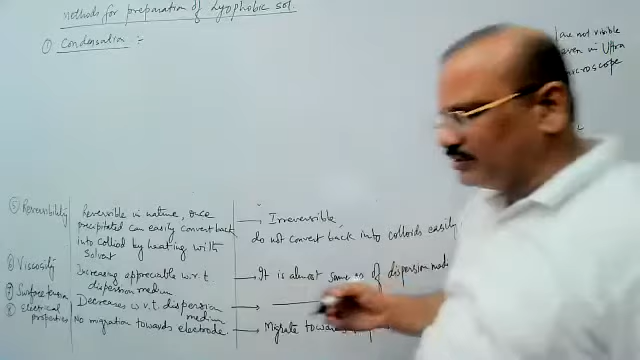 Methods for preparation of Lyophobic sol.
① Condensation :-
are not visible
even in Ultra
microscope
⑤ Reversibility
Reversible in nature, once
precipitated can easily convert back
into colloid by heating with
solvent
→ Irreversible,
do not convert back into colloids easily
⑥ Viscosity
Increasing appreciable w.r.t
dispersion medium
→ It is almost same as of dispersion
⑦ Surface tension
Decreases w.r.t. dispersion
medium
⑧ Electrical
properties
No migration towards electrode.
→ Migrate towards